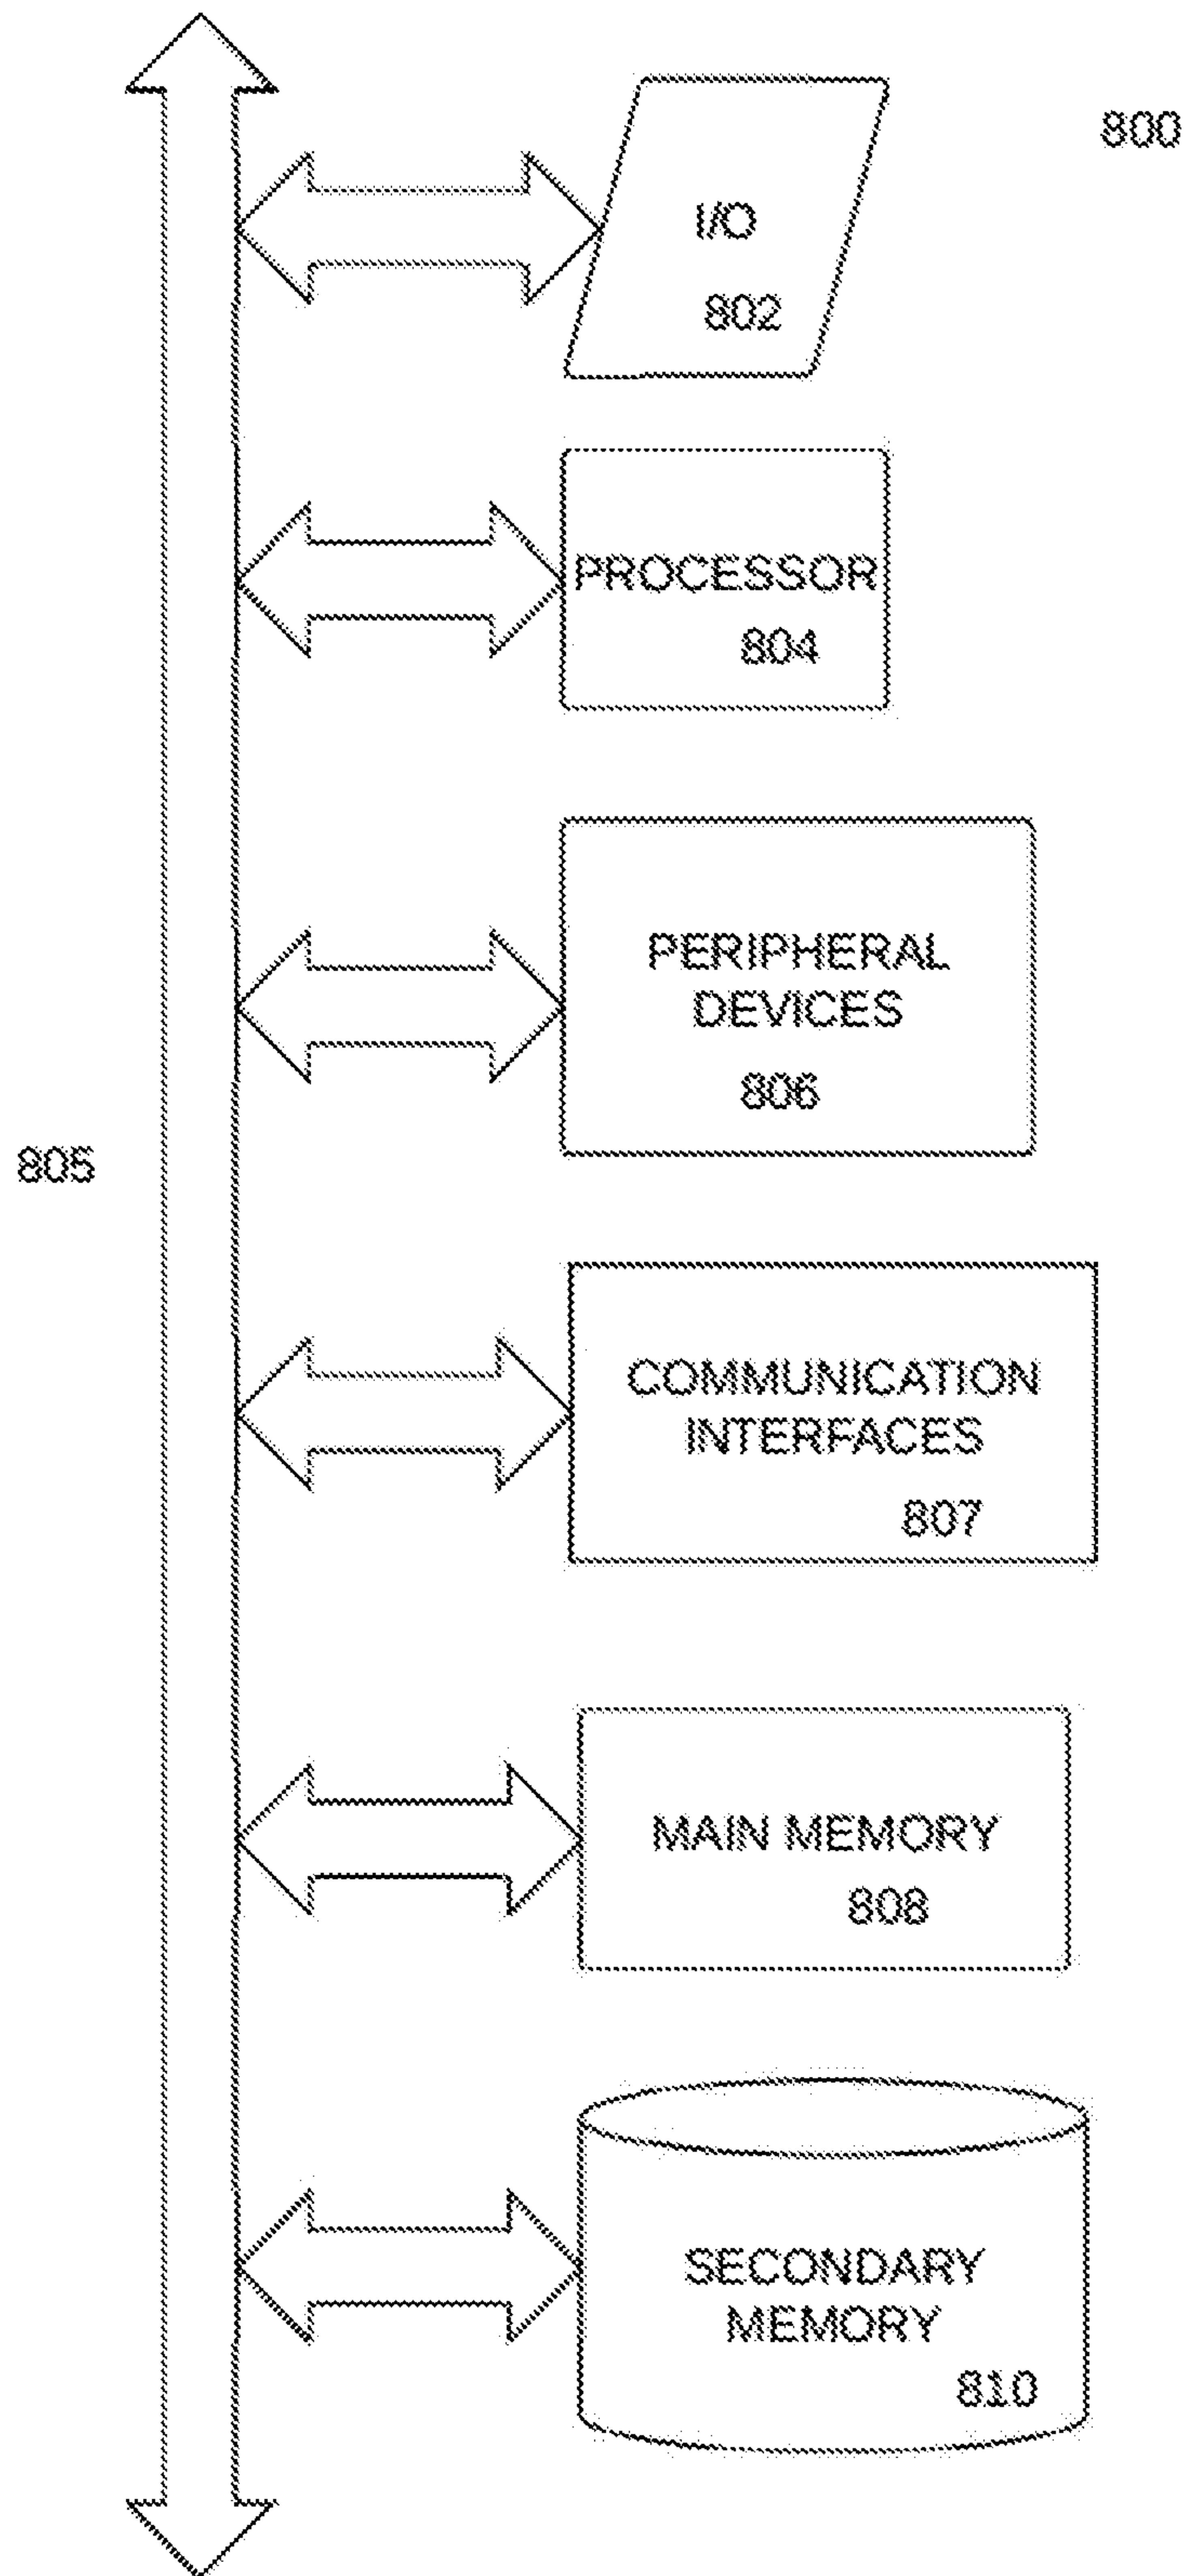 800
I/O
802
PROCESSOR
804
PERIPHERAL
DEVICES
806
805
COMMUNICATION
INTERFACES
807
MAIN MEMORY
808
SECONDARY
MEMORY
810